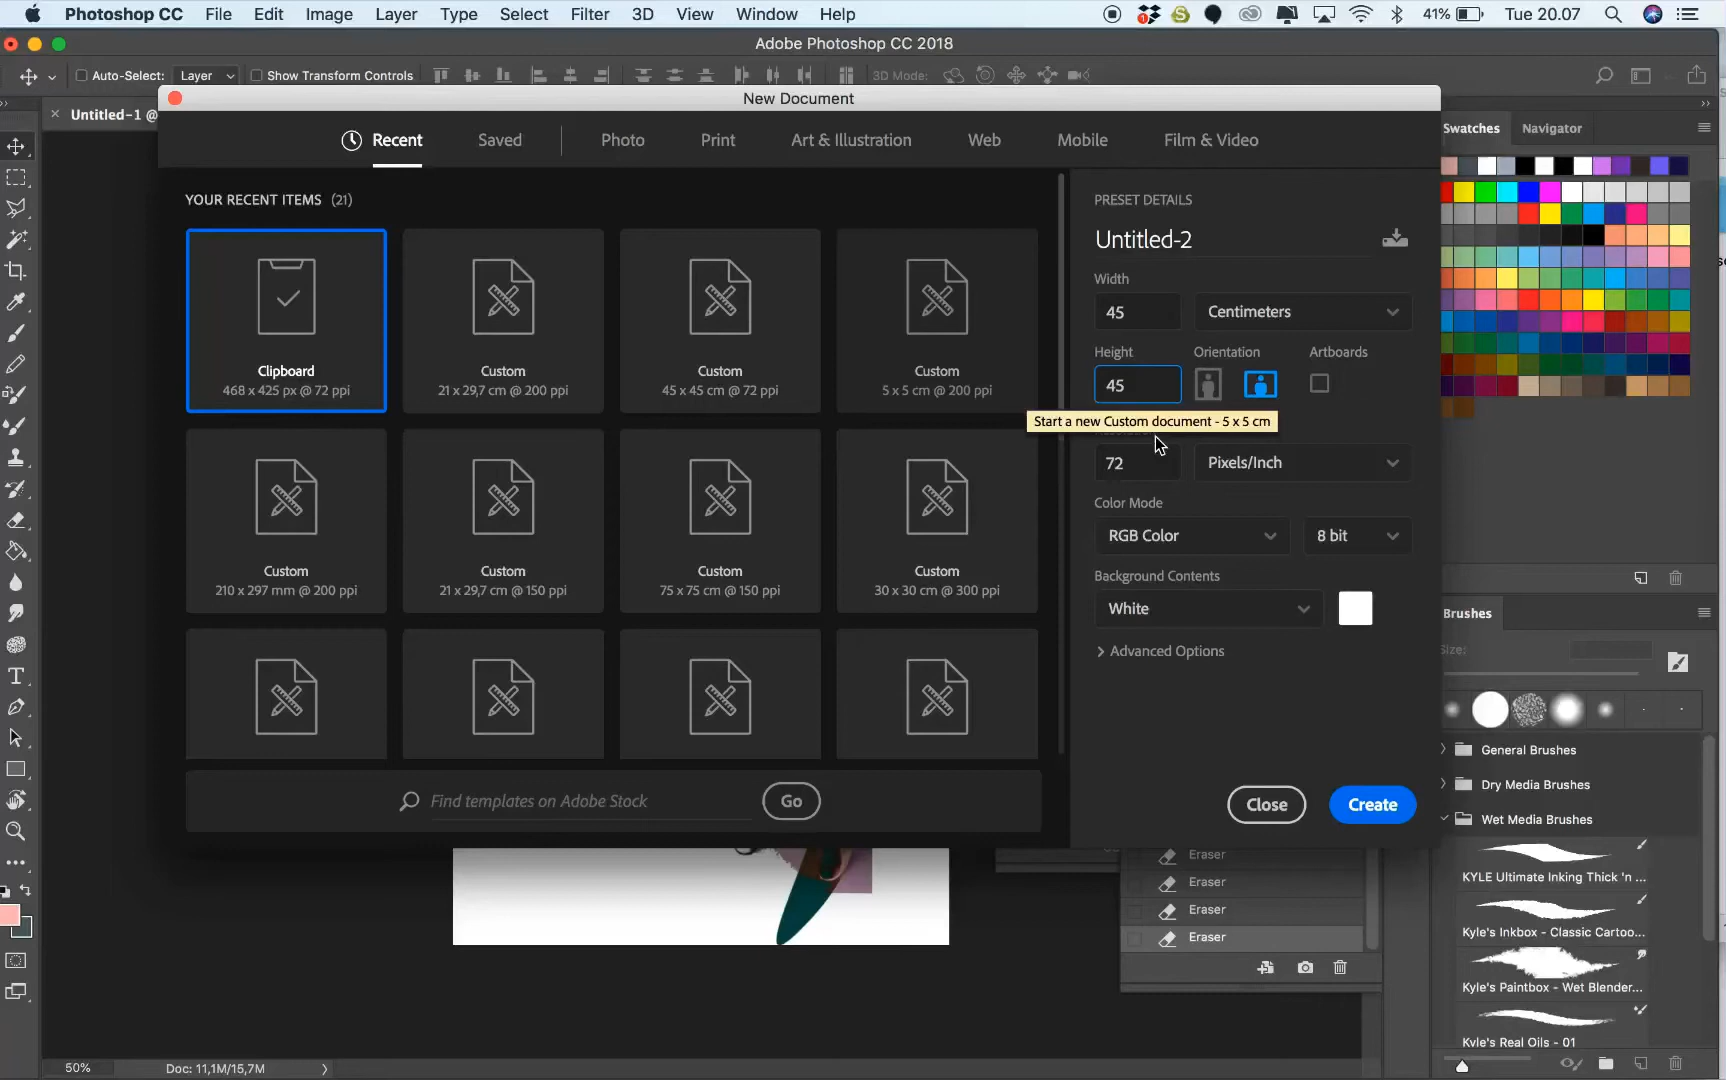 Photoshop CC File Edit Image Layer Type Select Filter 3D View Window Help 41% Tue 20.07
Adobe Photoshop CC 2018
Auto-Select: Layer Show Transform Controls 3D Mode:
Untitled-1 @
New Document
Recent Saved Photo Print Art & Illustration Web Mobile Film & Video
YOUR RECENT ITEMS (21)
Clipboard
468 x 425 px @ 72 ppi
Custom
21 x 29,7 cm @ 200 ppi
Custom
45 x 45 cm @ 72 ppi
Custom
5 x 5 cm @ 200 ppi
Custom
210 x 297 mm @ 200 ppi
Custom
21 x 29,7 cm @ 150 ppi
Custom
75 x 75 cm @ 150 ppi
Custom
30 x 30 cm @ 300 ppi
Find templates on Adobe Stock Go
PRESET DETAILS
Untitled-2
Width
45 Centimeters
Height Orientation Artboards
45
Start a new Custom document - 5 x 5 cm
72 Pixels/Inch
Color Mode
RGB Color 8 bit
Background Contents
White
Advanced Options
Close Create
Swatches Navigator
Brushes
Size:
General Brushes
Dry Media Brushes
Wet Media Brushes
KYLE Ultimate Inking Thick 'n ...
Kyle's Inkbox - Classic Cartoo...
Kyle's Paintbox - Wet Blender...
Kyle's Real Oils - 01
Eraser
Eraser
Eraser
Eraser
50% Doc: 11,1M/15,7M